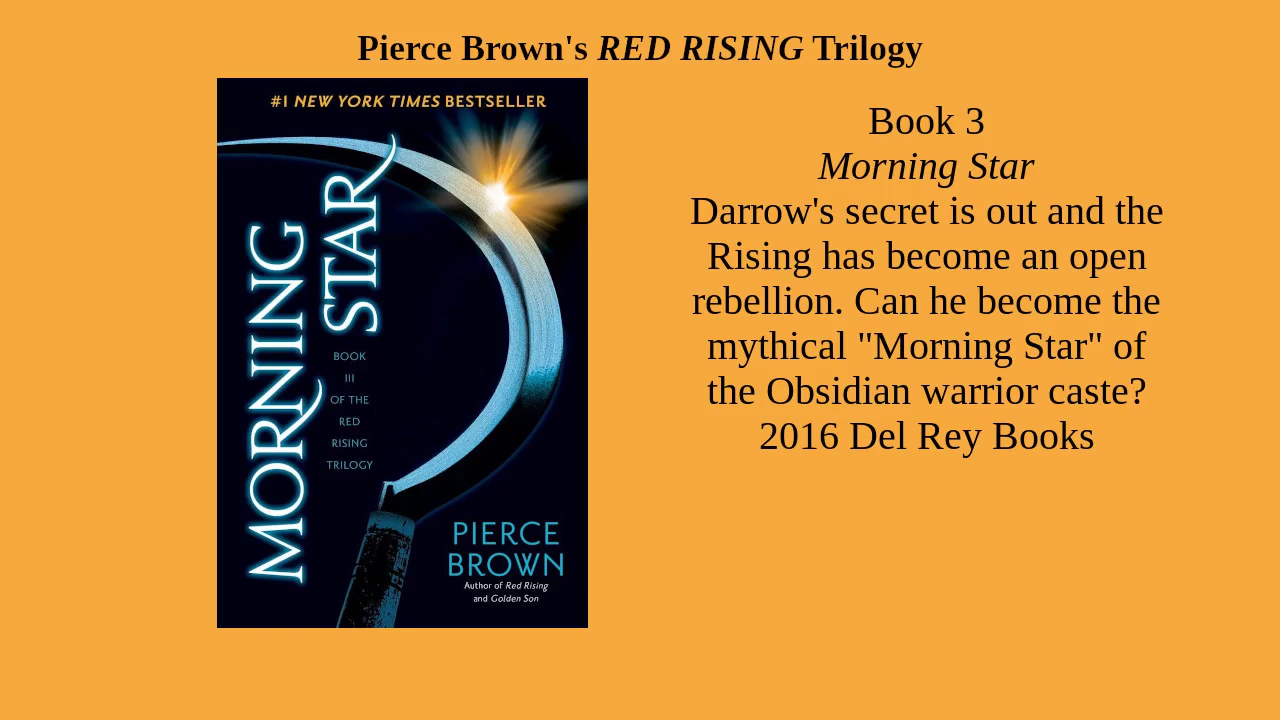 Pierce Brown's RED RISING Trilogy
#1 NEW YORK TIMES BESTSELLER
MORNING
STAR
BOOK
III
OF THE
RED
RISING
TRILOGY
PIERCE
BROWN
Author of Red Rising
and Golden Son
Book 3
Morning Star
Darrow's secret is out and the
Rising has become an open
rebellion. Can he become the
mythical "Morning Star" of
the Obsidian warrior caste?
2016 Del Rey Books